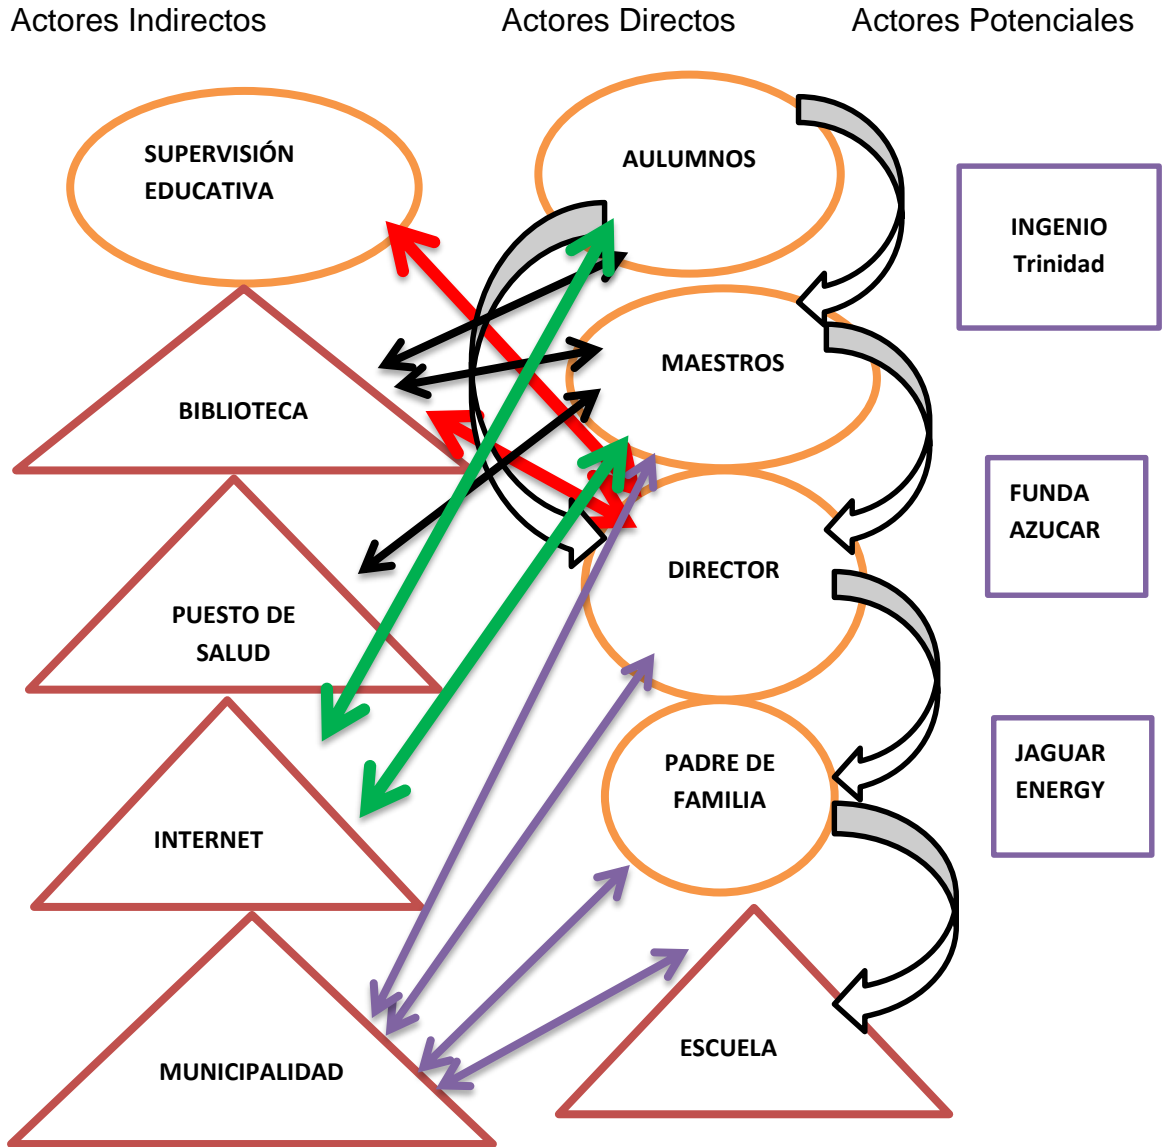 Actores Indirectos
Actores Directos
Actores Potenciales
SUPERVISIÓN
EDUCATIVA
BIBLIOTECA
PUESTO DE
SALUD
INTERNET
MUNICIPALIDAD
AULUMNOS
MAESTROS
DIRECTOR
PADRE DE
FAMILIA
ESCUELA
INGENIO
Trinidad
FUNDA
AZUCAR
JAGUAR
ENERGY